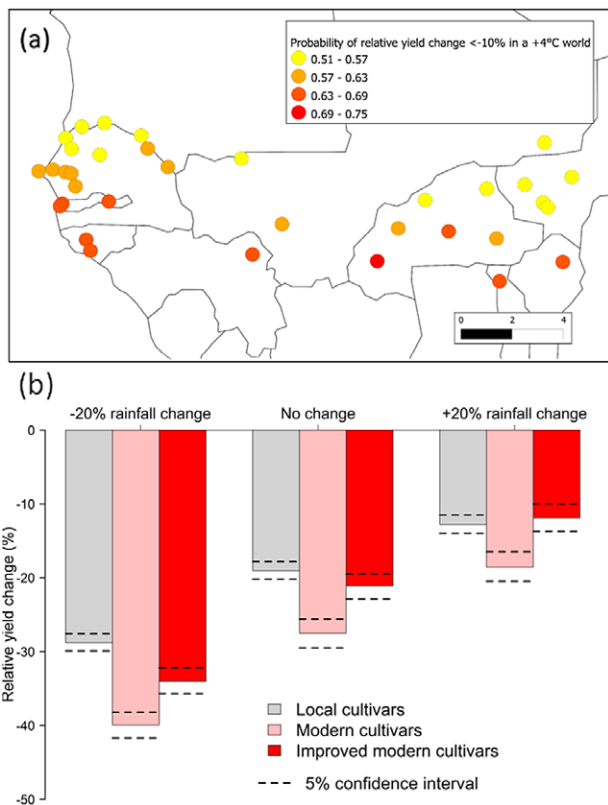 (a)
Probability of relative yield change <-10% in a +4°C world
0.51 - 0.57
0.57 - 0.63
0.63 - 0.69
0.69 - 0.75
0 2 4
(b)
-20% rainfall change No change +20% rainfall change
0
-10
-20
-30
-40
-50
Relative yield change (%)
Local cultivars
Modern cultivars
Improved modern cultivars
5% confidence interval